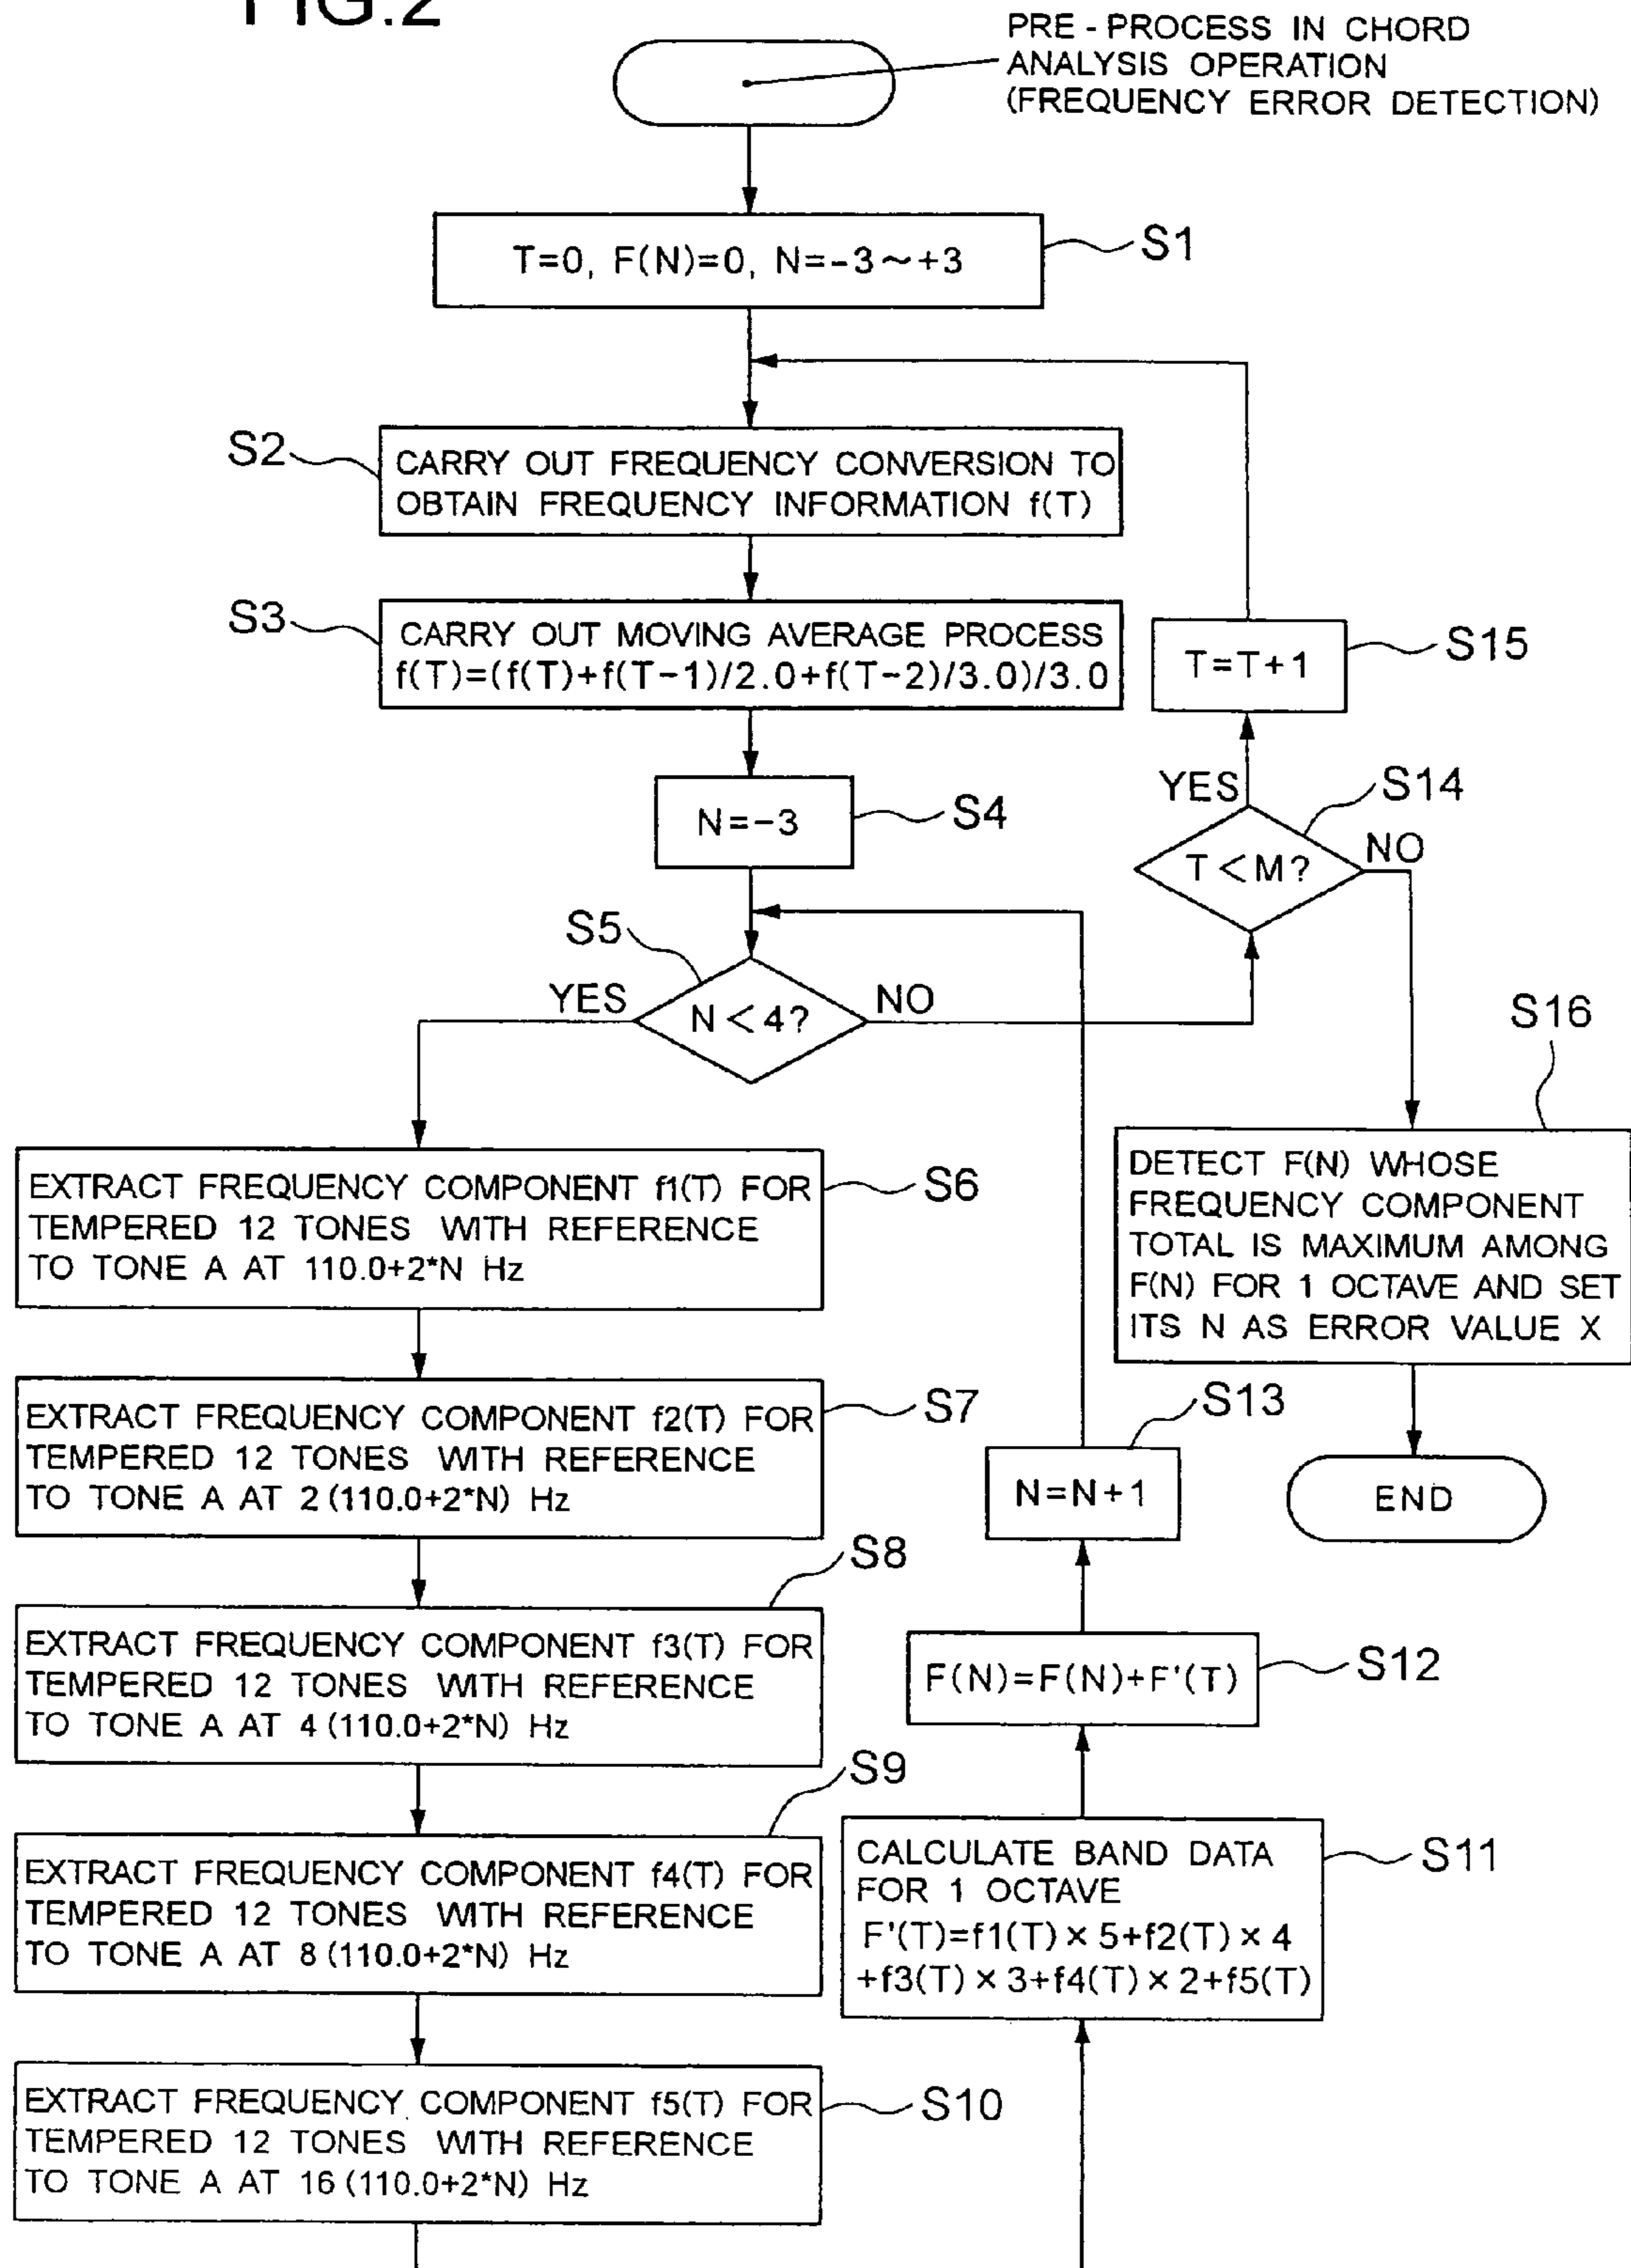 FIG.2
PRE-PROCESS IN CHORD
ANALYSIS OPERATION
(FREQUENCY ERROR DETECTION)
T=0, F(N)=0, N=-3~+3
S1
S2
CARRY OUT FREQUENCY CONVERSION TO
OBTAIN FREQUENCY INFORMATION f(T)
S3
CARRY OUT MOVING AVERAGE PROCESS
f(T)=(f(T)+f(T-1)/2.0+f(T-2)/3.0)/3.0
T=T+1
S15
N=-3
S4
YES
S14
T<M?
NO
S5
YES
N<4?
NO
S16
EXTRACT FREQUENCY COMPONENT f1(T) FOR
TEMPERED 12 TONES WITH REFERENCE
TO TONE A AT 110.0+2*N Hz
S6
DETECT F(N) WHOSE
FREQUENCY COMPONENT
TOTAL IS MAXIMUM AMONG
F(N) FOR 1 OCTAVE AND SET
ITS N AS ERROR VALUE X
EXTRACT FREQUENCY COMPONENT f2(T) FOR
TEMPERED 12 TONES WITH REFERENCE
TO TONE A AT 2(110.0+2*N) Hz
S7
S13
N=N+1
END
S8
EXTRACT FREQUENCY COMPONENT f3(T) FOR
TEMPERED 12 TONES WITH REFERENCE
TO TONE A AT 4(110.0+2*N) Hz
F(N)=F(N)+F'(T)
S12
S9
EXTRACT FREQUENCY COMPONENT f4(T) FOR
TEMPERED 12 TONES WITH REFERENCE
TO TONE A AT 8(110.0+2*N) Hz
CALCULATE BAND DATA
FOR 1 OCTAVE
F'(T)=f1(T)×5+f2(T)×4
+f3(T)×3+f4(T)×2+f5(T)
S11
EXTRACT FREQUENCY COMPONENT f5(T) FOR
TEMPERED 12 TONES WITH REFERENCE
TO TONE A AT 16(110.0+2*N) Hz
S10